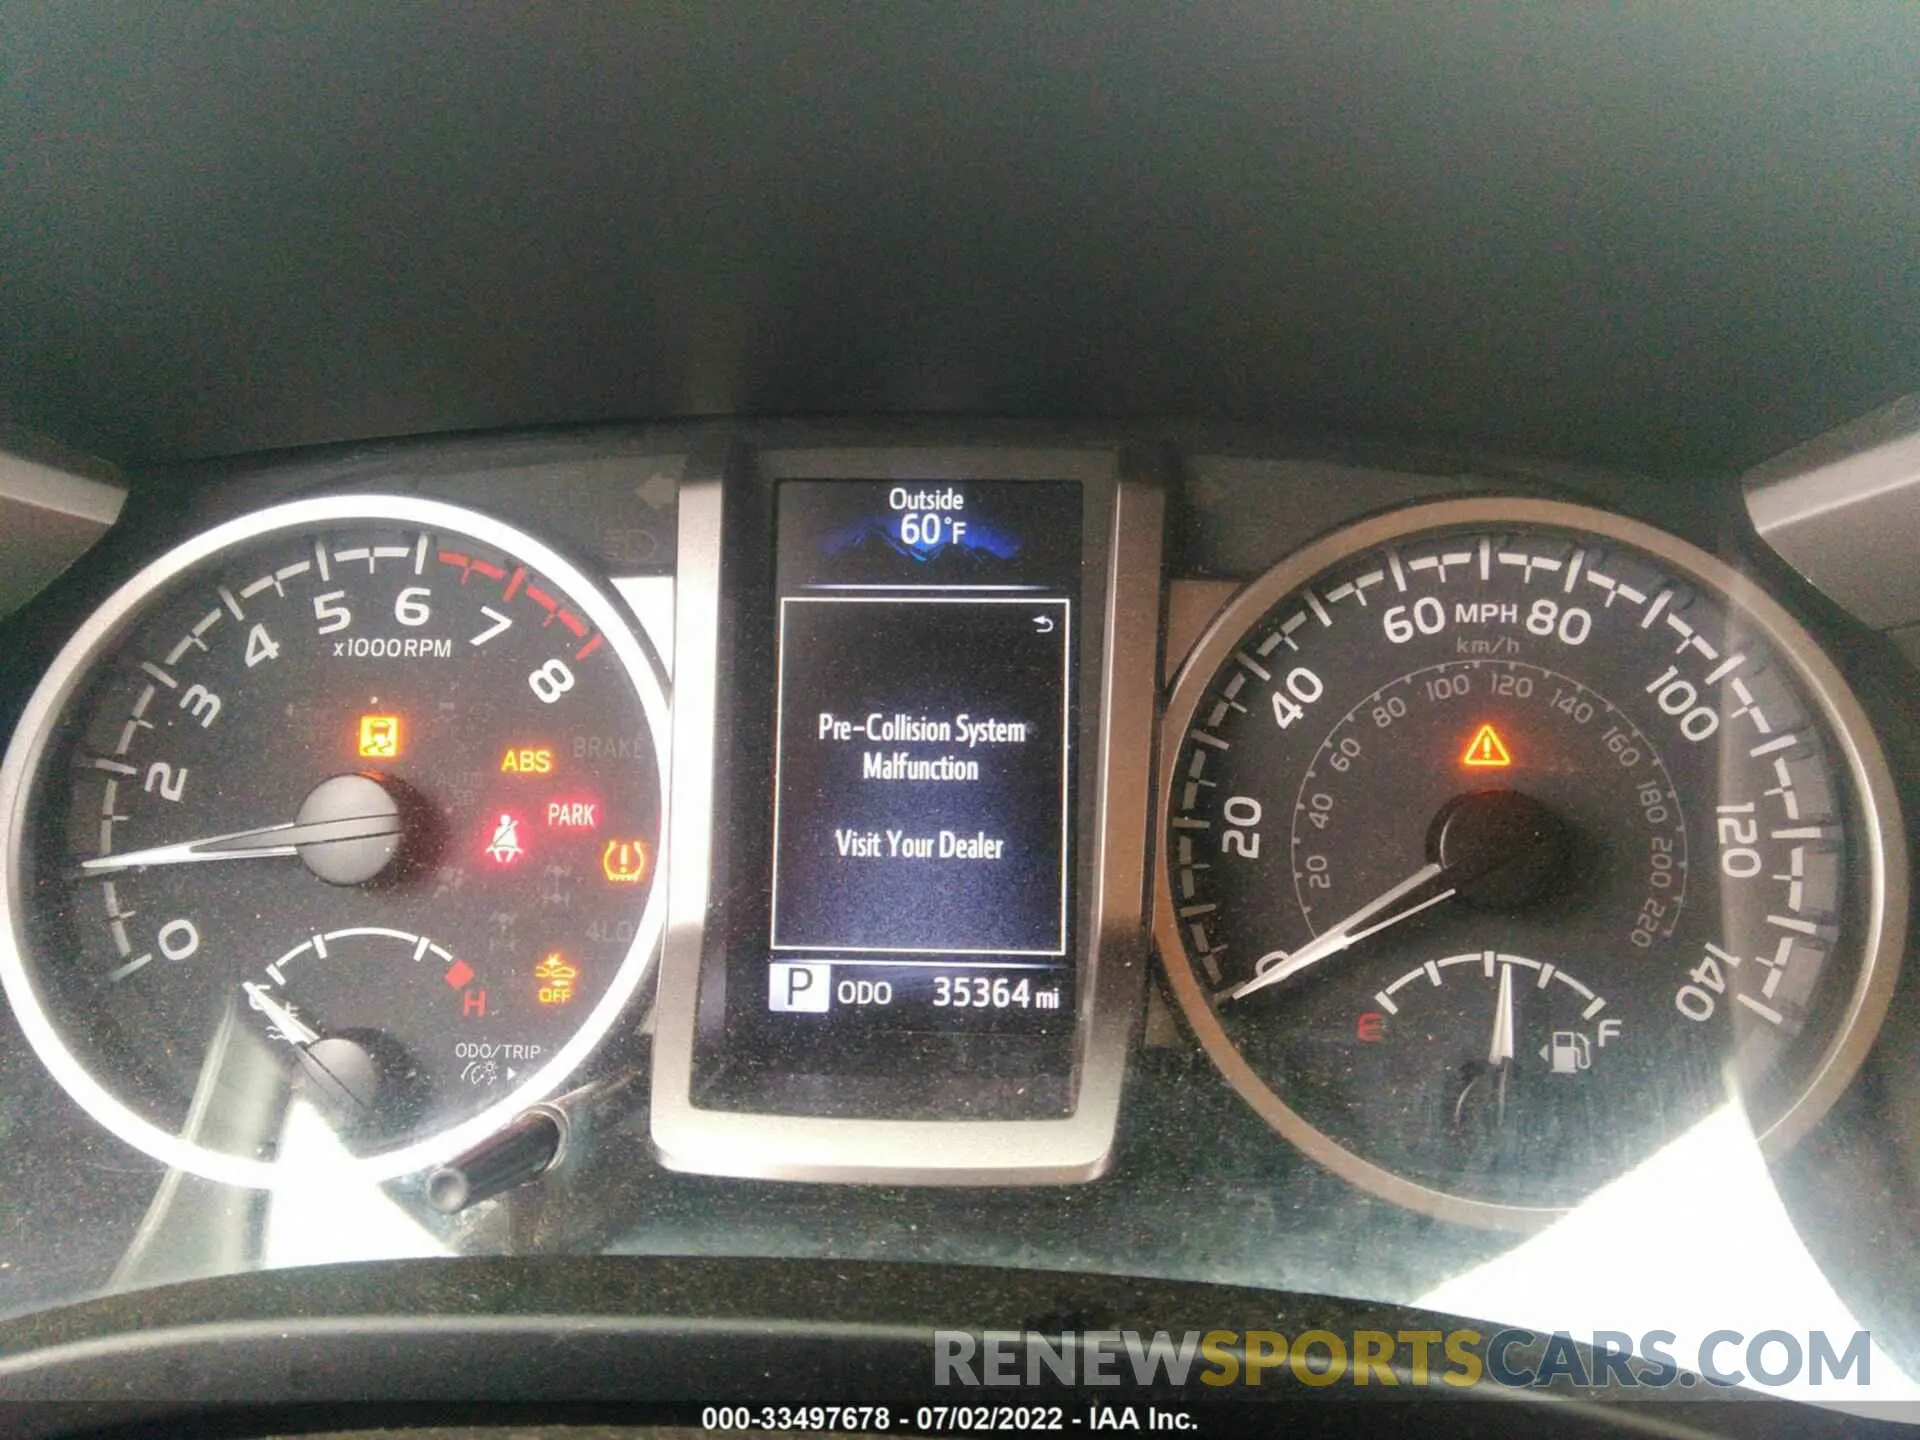 Outside
60°F
Pre-Collision System
Malfunction
Visit Your Dealer
P ODO 35364 mi
0 2 3 4 5 6 7 8
x1000RPM
ABS
BRAKE
PARK
4LO
OFF
C H
ODO/TRIP
0 20 40 60 MPH 80 100 120 140
km/h
20 40 60 80 100 120 140 160 180 200 220
E F
RENEWSPORTSCARS.COM
000-33497678 - 07/02/2022 - IAA Inc.